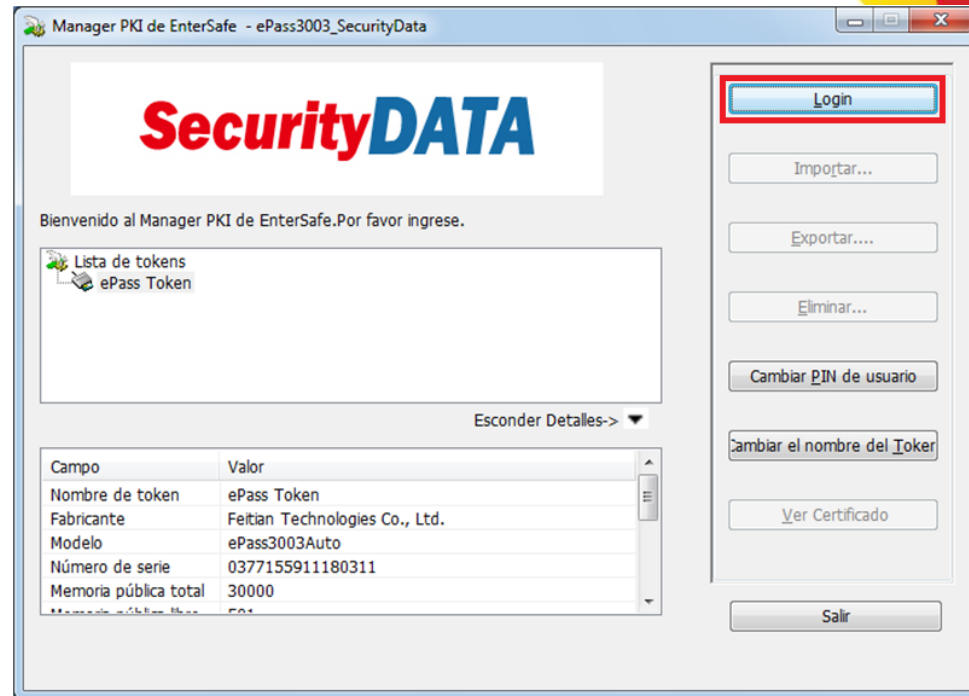 Manager PKI de EnterSafe - ePass3003_SecurityData
SecurityDATA
Bienvenido al Manager PKI de EnterSafe.Por favor ingrese.
Lista de tokens
ePass Token
Esconder Detalles->
Campo Valor
Nombre de token ePass Token
Fabricante Feitian Technologies Co., Ltd.
Modelo ePass3003Auto
Número de serie 0377155911180311
Memoria pública total 30000
Login
Importar...
Exportar....
Eliminar...
Cambiar PIN de usuario
Cambiar el nombre del Token
Ver Certificado
Salir